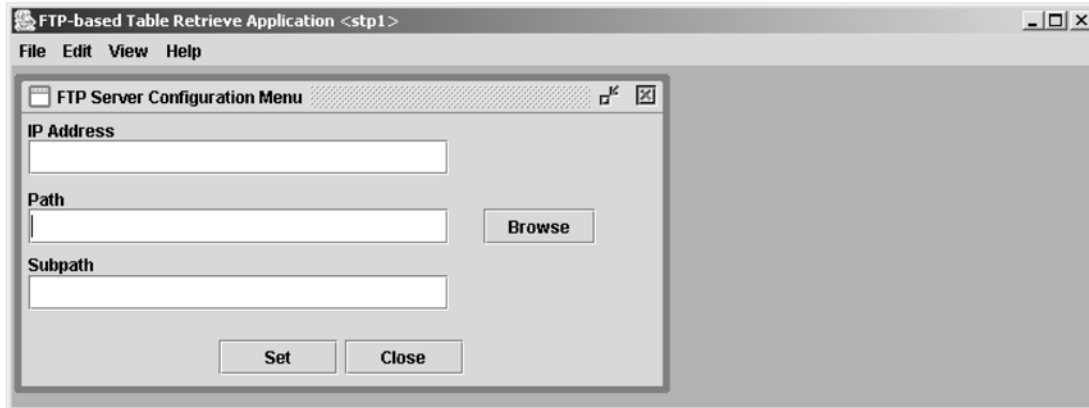 FTP-based Table Retrieve Application <stp1>
File Edit View Help
FTP Server Configuration Menu
IP Address
Path
Browse
Subpath
Set Close